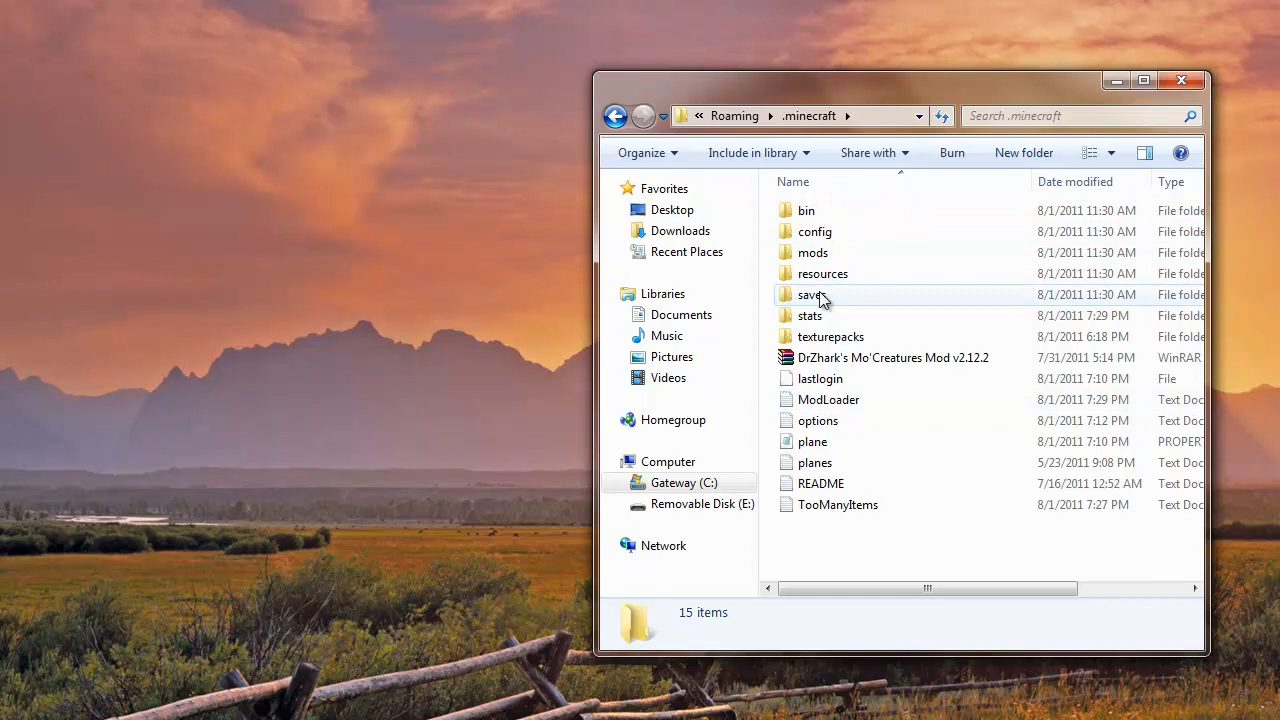 « Roaming ▸ .minecraft ▸
Search .minecraft
Organize Include in library Share with Burn New folder
Name Date modified Type
Favorites
Desktop
Downloads
Recent Places
Libraries
Documents
Music
Pictures
Videos
Homegroup
Computer
Gateway (C:)
Removable Disk (E:)
Network
bin 8/1/2011 11:30 AM File folde
config 8/1/2011 11:30 AM File folde
mods 8/1/2011 11:30 AM File folde
resources 8/1/2011 11:30 AM File folde
saves 8/1/2011 11:30 AM File folde
stats 8/1/2011 7:29 PM File folde
texturepacks 8/1/2011 6:18 PM File folde
DrZhark's Mo'Creatures Mod v2.12.2 7/31/2011 5:14 PM WinRAR
lastlogin 8/1/2011 7:10 PM File
ModLoader 8/1/2011 7:29 PM Text Doc
options 8/1/2011 7:12 PM Text Doc
plane 8/1/2011 7:10 PM PROPERT
planes 5/23/2011 9:08 PM Text Doc
README 7/16/2011 12:52 AM Text Doc
TooManyItems 8/1/2011 7:27 PM Text Doc
15 items